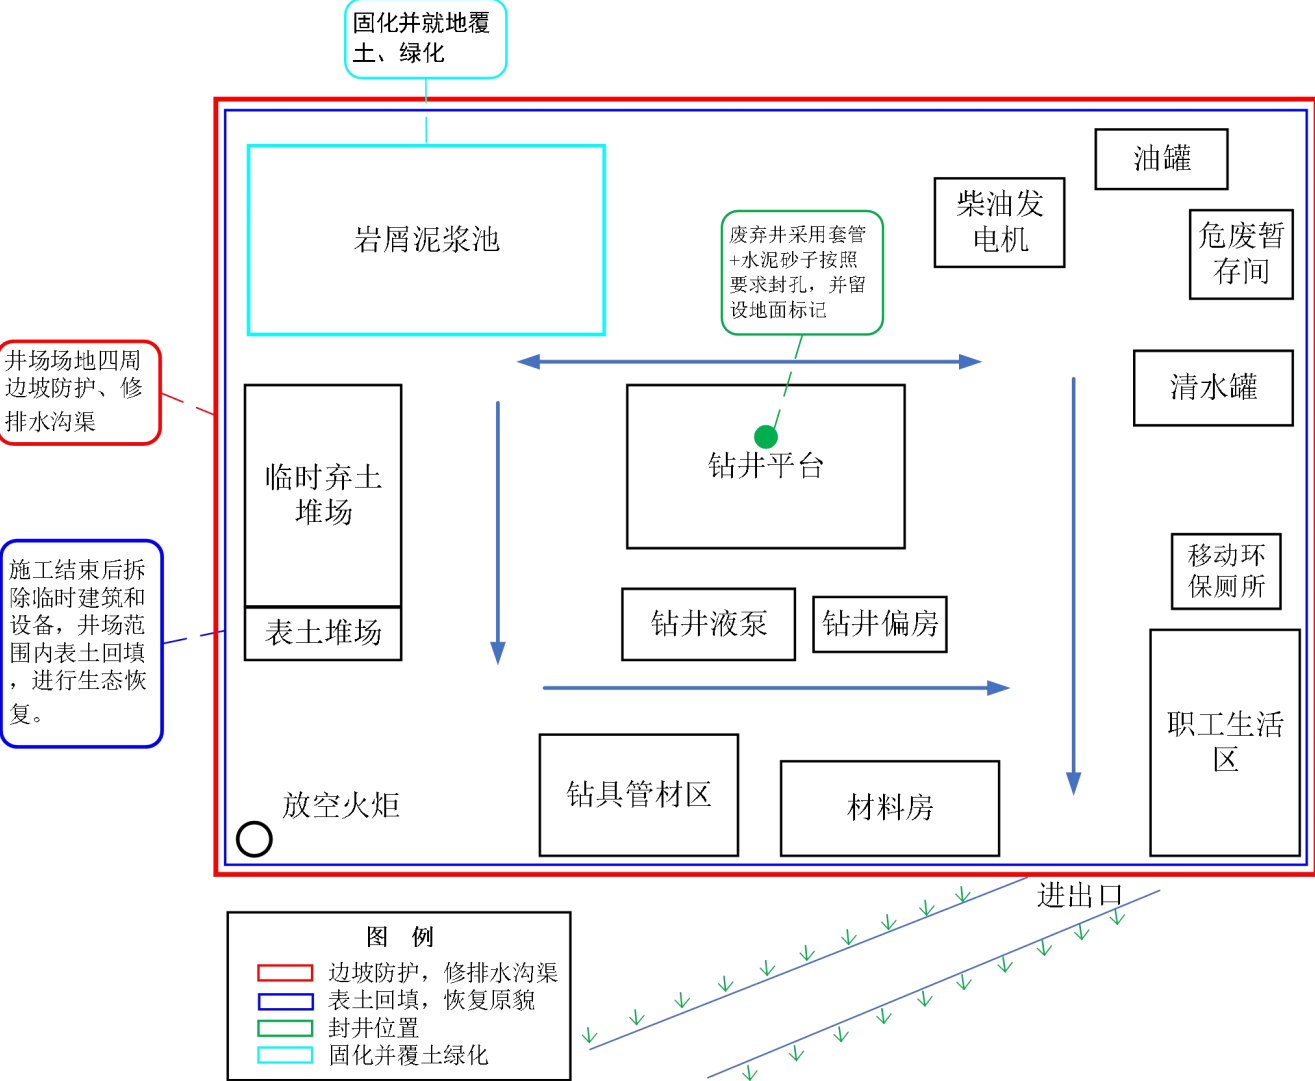 固化并就地覆
土、绿化
油罐
柴油发
电机
岩屑泥浆池
废弃井采用套管
+水泥砂子按照
要求封孔，并留
设地面标记
危废暂
存间
井场场地四周
边坡防护、修
排水沟渠
清水罐
临时弃土
堆场
钻井平台
施工结束后拆
除临时建筑和
设备，井场范
围内表土回填
，进行生态恢
复。
移动环
保厕所
表土堆场
钻井液泵
钻井偏房
职工生活
区
放空火炬
钻具管材区
材料房
进出口
图 例
边坡防护，修排水沟渠
表土回填，恢复原貌
封井位置
固化并覆土绿化